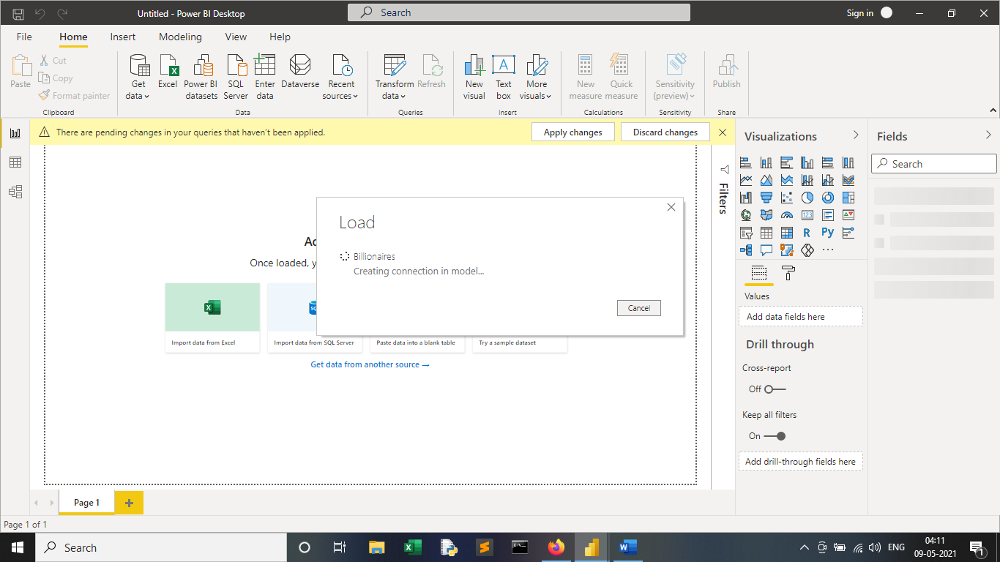 Untitled - Power BI Desktop
Search
Sign in
File
Home
Insert
Modeling
View
Help
Paste
Cut
Copy
Format painter
Clipboard
Get data
Excel
Power BI datasets
SQL Server
Enter data
Dataverse
Recent sources
Data
Transform data
Refresh
Queries
New visual
A
Text box
More visuals
Insert
New measure
Quick measure
Calculations
Sensitivity (preview)
Sensitivity
Publish
Share
There are pending changes in your queries that haven't been applied.
Apply changes
Discard changes
Filters
Ad
Once loaded, y
Load
Billionaires
Creating connection in model...
Cancel
X
SQ
Import data from Excel
Import data from SQL Server
Paste data into a blank table
Try a sample dataset
Get data from another source →
Visualizations
123
R
Py
...
Values
Add data fields here
Drill through
Cross-report
Off
Keep all filters
On
Add drill-through fields here
Fields
Search
Page 1
+
Page 1 of 1
Search
ENG
04:11
09-05-2021
1